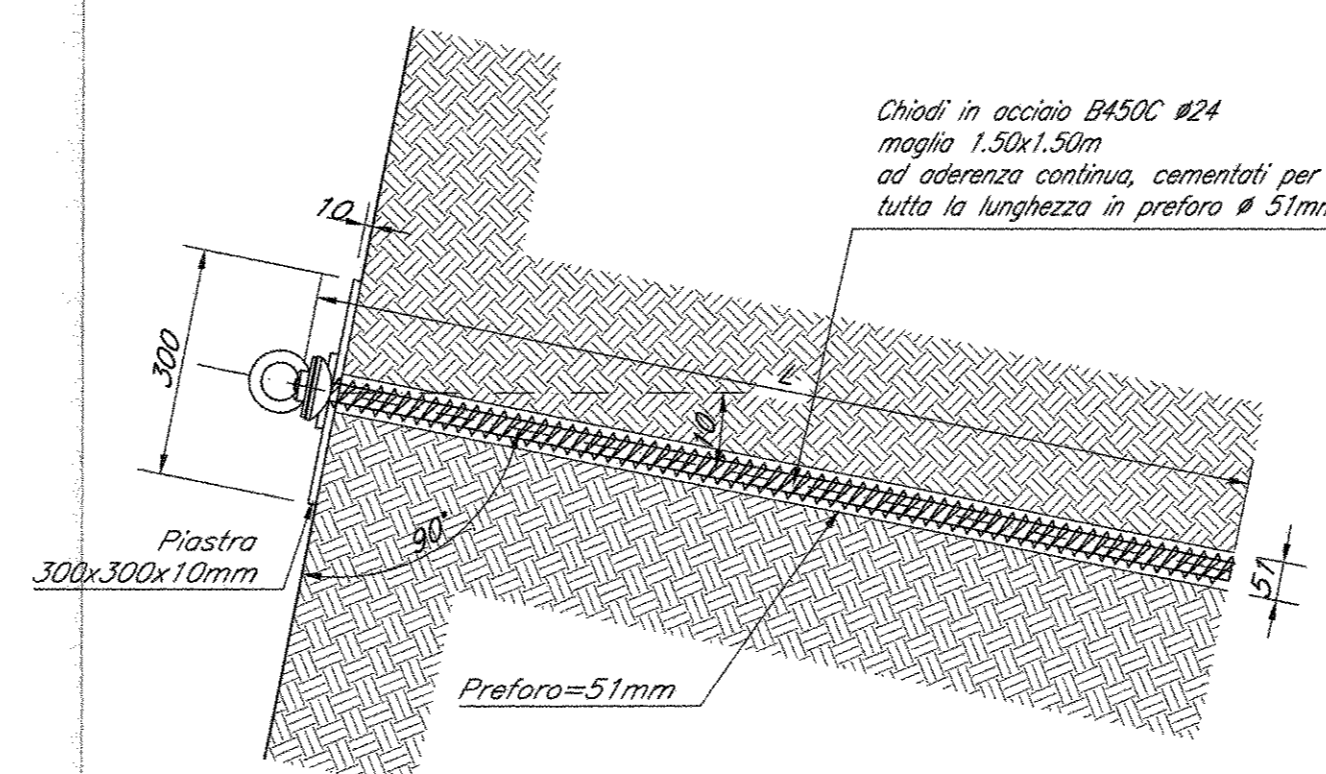 Chiodi in acciaio B450C ø24
maglia 1.50x1.50m
ad aderenza continua, cementati per
tutta la lunghezza in preforo ø 51mm
10
300
10
90°
51
Piastra
300x300x10mm
Preforo=51mm